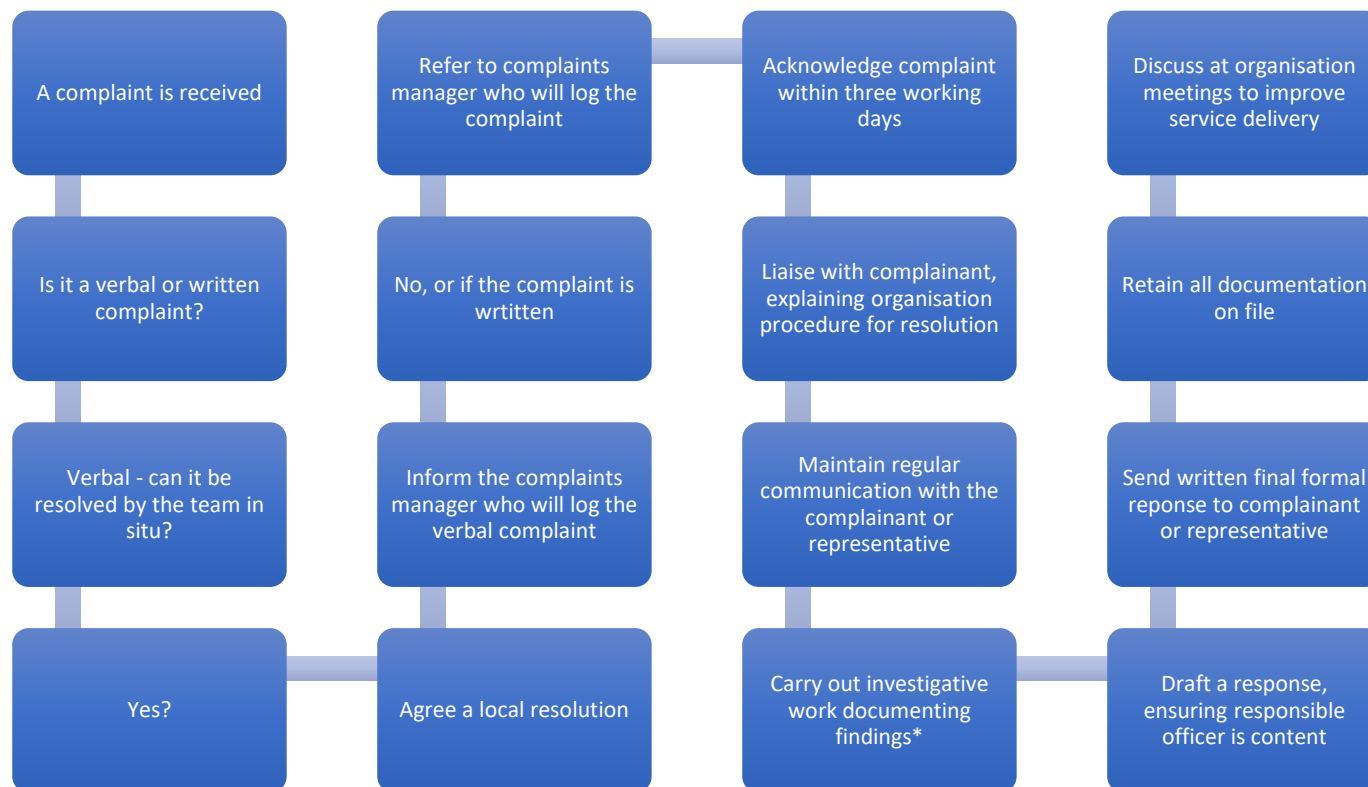 A complaint is received
Is it a verbal or written
complaint?
Verbal - can it be
resolved by the team in
situ?
Yes?
Agree a local resolution
Inform the complaints
manager who will log the
verbal complaint
No, or if the complaint is
wrtitten
Refer to complaints
manager who will log the
complaint
Acknowledge complaint
within three working
days
Liaise with complainant,
explaining organisation
procedure for resolution
Maintain regular
communication with the
complainant or
representative
Carry out investigative
work documenting
findings*
Draft a response,
ensuring responsible
officer is content
Send written final formal
reponse to complainant
or representative
Retain all documentation
on file
Discuss at organisation
meetings to improve
service delivery